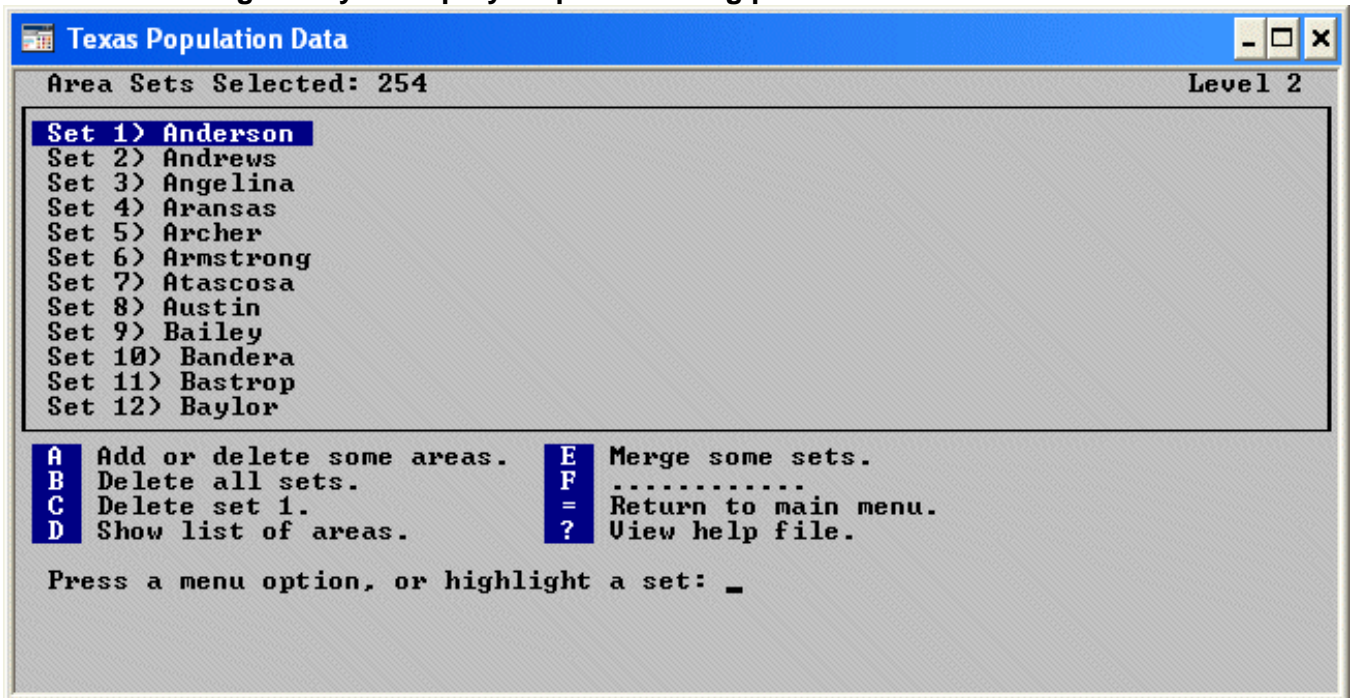 Texas Population Data
Area Sets Selected: 254 Level 2
Set 1) Anderson
Set 2) Andrews
Set 3) Angelina
Set 4) Aransas
Set 5) Archer
Set 6) Armstrong
Set 7) Atascosa
Set 8) Austin
Set 9) Bailey
Set 10) Bandera
Set 11) Bastrop
Set 12) Baylor
A Add or delete some areas. E Merge some sets.
B Delete all sets. F ............
C Delete set 1. = Return to main menu.
D Show list of areas. ? View help file.
Press a menu option, or highlight a set: _